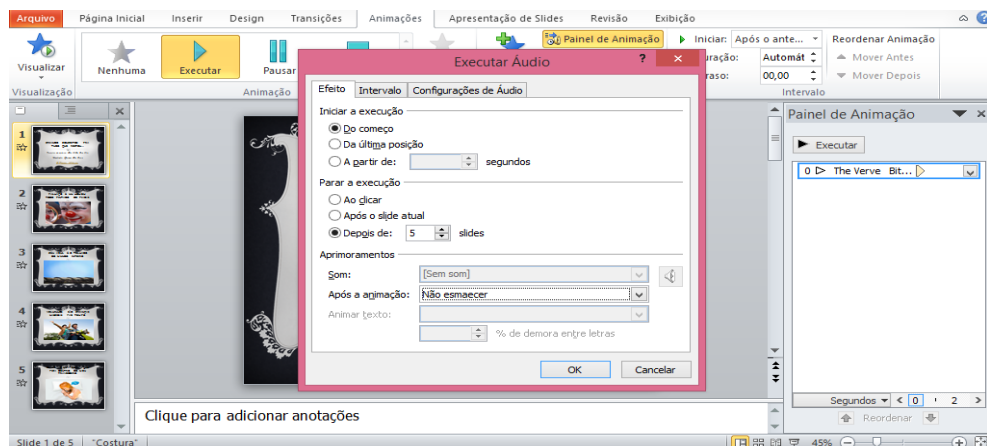 Arquivo Página Inicial Inserir Design Transições Animações Apresentação de Slides Revisão Exibição
Visualizar
Nenhuma Executar Pausar
Painel de Animação
Iniciar: Após o ante...
uração: Automát
raso: 00,00
Reordenar Animação
Mover Antes
Mover Depois
Visualização Animação Intervalo
Executar Áudio
? ×
Efeito Intervalo Configurações de Áudio
Iniciar a execução
Do começo
Da última posição
A partir de: segundos
Parar a execução
Ao clicar
Após o slide atual
Depois de: 5 slides
Aprimoramentos
Som: [Sem som]
Após a animação: Não esmaecer
Animar texto:
% de demora entre letras
OK Cancelar
1
2
3
4
5
Painel de Animação
Executar
0 The Verve Bit...
Segundos 0 2
Reordenar
Clique para adicionar anotações
Slide 1 de 5 "Costura" 45%